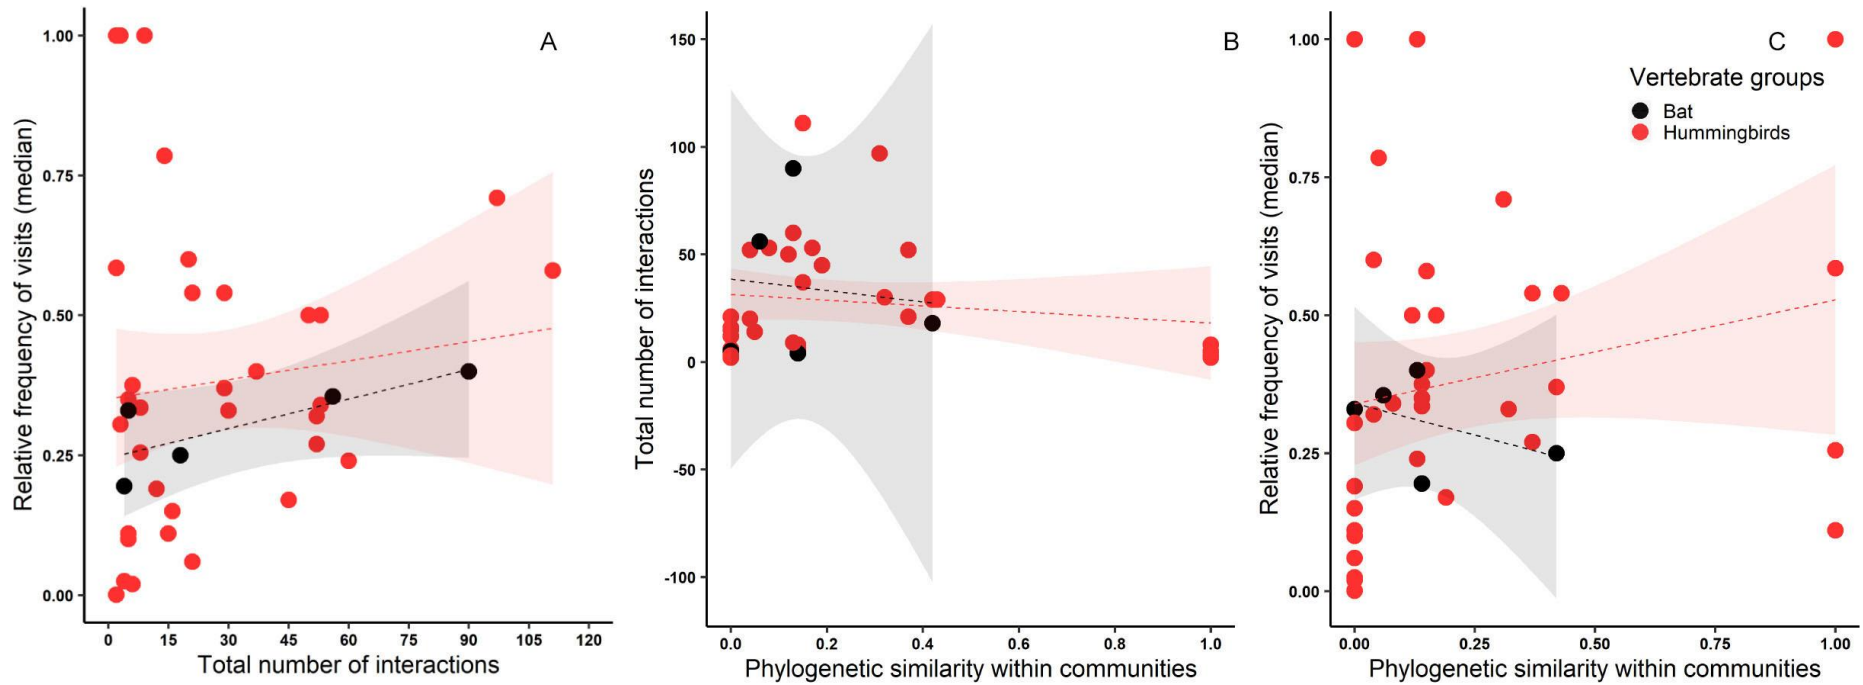 A
Relative frequency of visits (median)
1.00
0.75
0.50
0.25
0.00
0 15 30 45 60 75 90 105 120
Total number of interactions
B
Total number of interactions
150
100
50
0
-50
-100
0.0 0.2 0.4 0.6 0.8 1.0
Phylogenetic similarity within communities
C
Vertebrate groups
Bat
Hummingbirds
Relative frequency of visits (median)
1.00
0.75
0.50
0.25
0.00
0.00 0.25 0.50 0.75 1.00
Phylogenetic similarity within communities